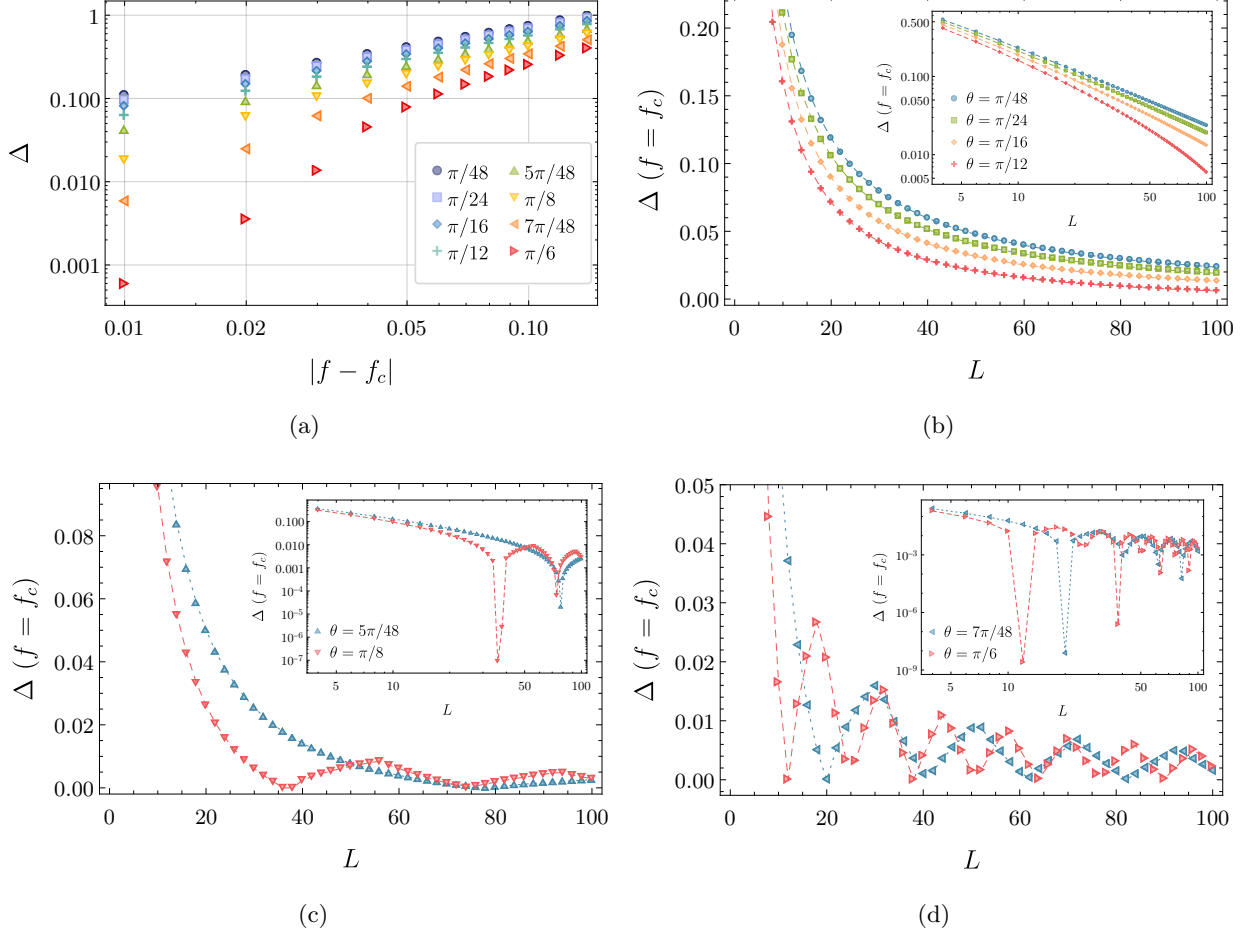 1
0.100
0.010
0.001
Δ
0.01
0.02
0.05
0.10
|f − f_c|
π/48
π/24
π/16
π/12
5π/48
π/8
7π/48
π/6
(a)
0.20
0.15
0.10
0.05
0.00
Δ (f = f_c)
0
20
40
60
80
100
L
0.500
0.100
0.050
0.010
0.005
Δ (f = f_c)
θ = π/48
θ = π/24
θ = π/16
θ = π/12
5
10
50
100
L
(b)
0.08
0.06
0.04
0.02
0.00
Δ (f = f_c)
0
20
40
60
80
100
L
0.100
0.010
0.001
10⁻⁴
10⁻⁵
10⁻⁶
10⁻⁷
Δ (f = f_c)
θ = 5π/48
θ = π/8
5
10
50
100
L
(c)
0.05
0.04
0.03
0.02
0.01
0.00
Δ (f = f_c)
0
20
40
60
80
100
L
10⁻³
10⁻⁶
10⁻⁹
Δ (f = f_c)
θ = 7π/48
θ = π/6
5
10
50
100
L
(d)